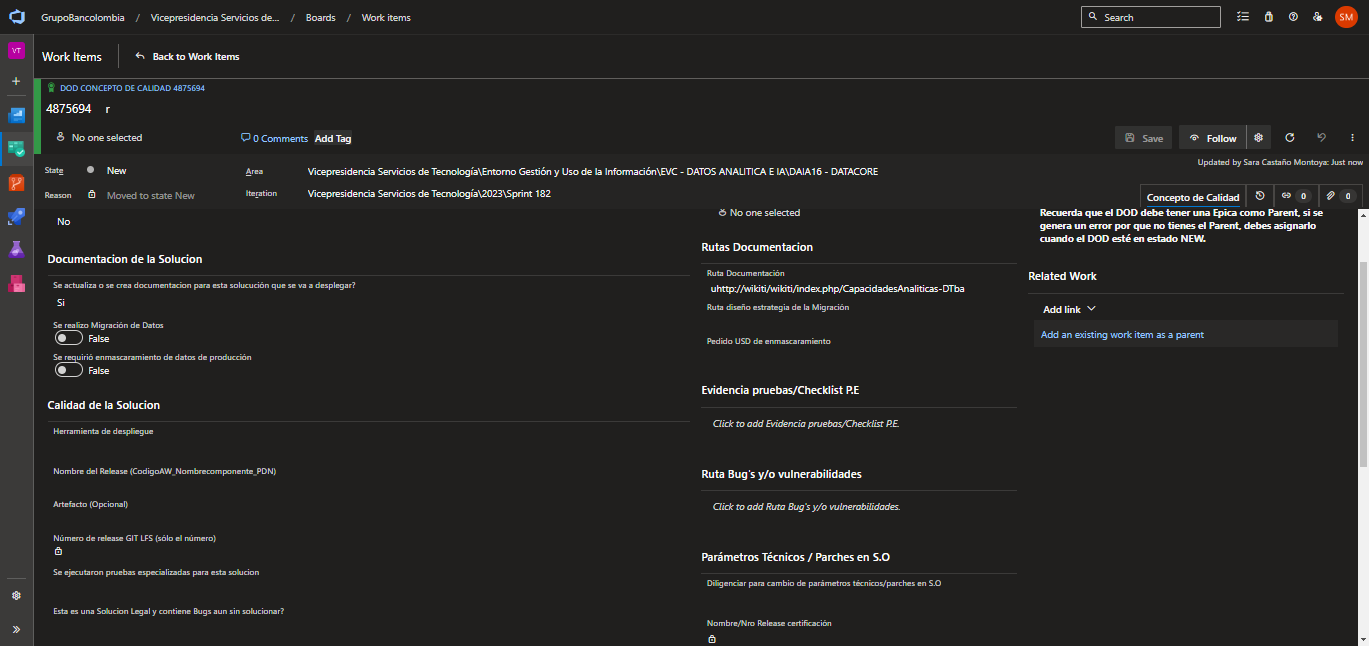 GrupoBancolombia / Vicepresidencia Servicios de... / Boards / Work items
Search
SM
VT
Work Items
Back to Work Items
DOD CONCEPTO DE CALIDAD 4875694
4875694 r
No one selected
0 Comments
Add Tag
Save
Follow
Updated by Sara Castaño Montoya: Just now
State
New
Area
Vicepresidencia Servicios de Tecnología\Entorno Gestión y Uso de la Información\EVC - DATOS ANALITICA E IA\DAIA16 - DATACORE
Reason
Moved to state New
Iteration
Vicepresidencia Servicios de Tecnología\2023\Sprint 182
Concepto de Calidad
0
0
No
Documentacion de la Solucion
Se actualiza o se crea documentacion para esta solucución que se va a desplegar?
Si
Se realizo Migración de Datos
False
Se requirió enmascaramiento de datos de producción
False
Calidad de la Solucion
Herramienta de despliegue
Nombre del Release (CodigoAW_Nombrecomponente_PDN)
Artefacto (Opcional)
Número de release GIT LFS (sólo el número)
Se ejecutaron pruebas especializadas para esta solucion
Esta es una Solucion Legal y contiene Bugs aun sin solucionar?
No one selected
Rutas Documentacion
Ruta Documentación
uhttp://wikiti/wikiti/index.php/CapacidadesAnaliticas-DTba
Ruta diseño estrategia de la Migración
Pedido USD de enmascaramiento
Evidencia pruebas/Checklist P.E
Click to add Evidencia pruebas/Checklist P.E.
Ruta Bug's y/o vulnerabilidades
Click to add Ruta Bug's y/o vulnerabilidades.
Parámetros Técnicos / Parches en S.O
Diligenciar para cambio de parámetros técnicos/parches en S.O
Nombre/Nro Release certificación
Recuerda que el DOD debe tener una Epica como Parent, si se
genera un error por que no tienes el Parent, debes asignarlo
cuando el DOD esté en estado NEW.
Related Work
Add link
Add an existing work item as a parent